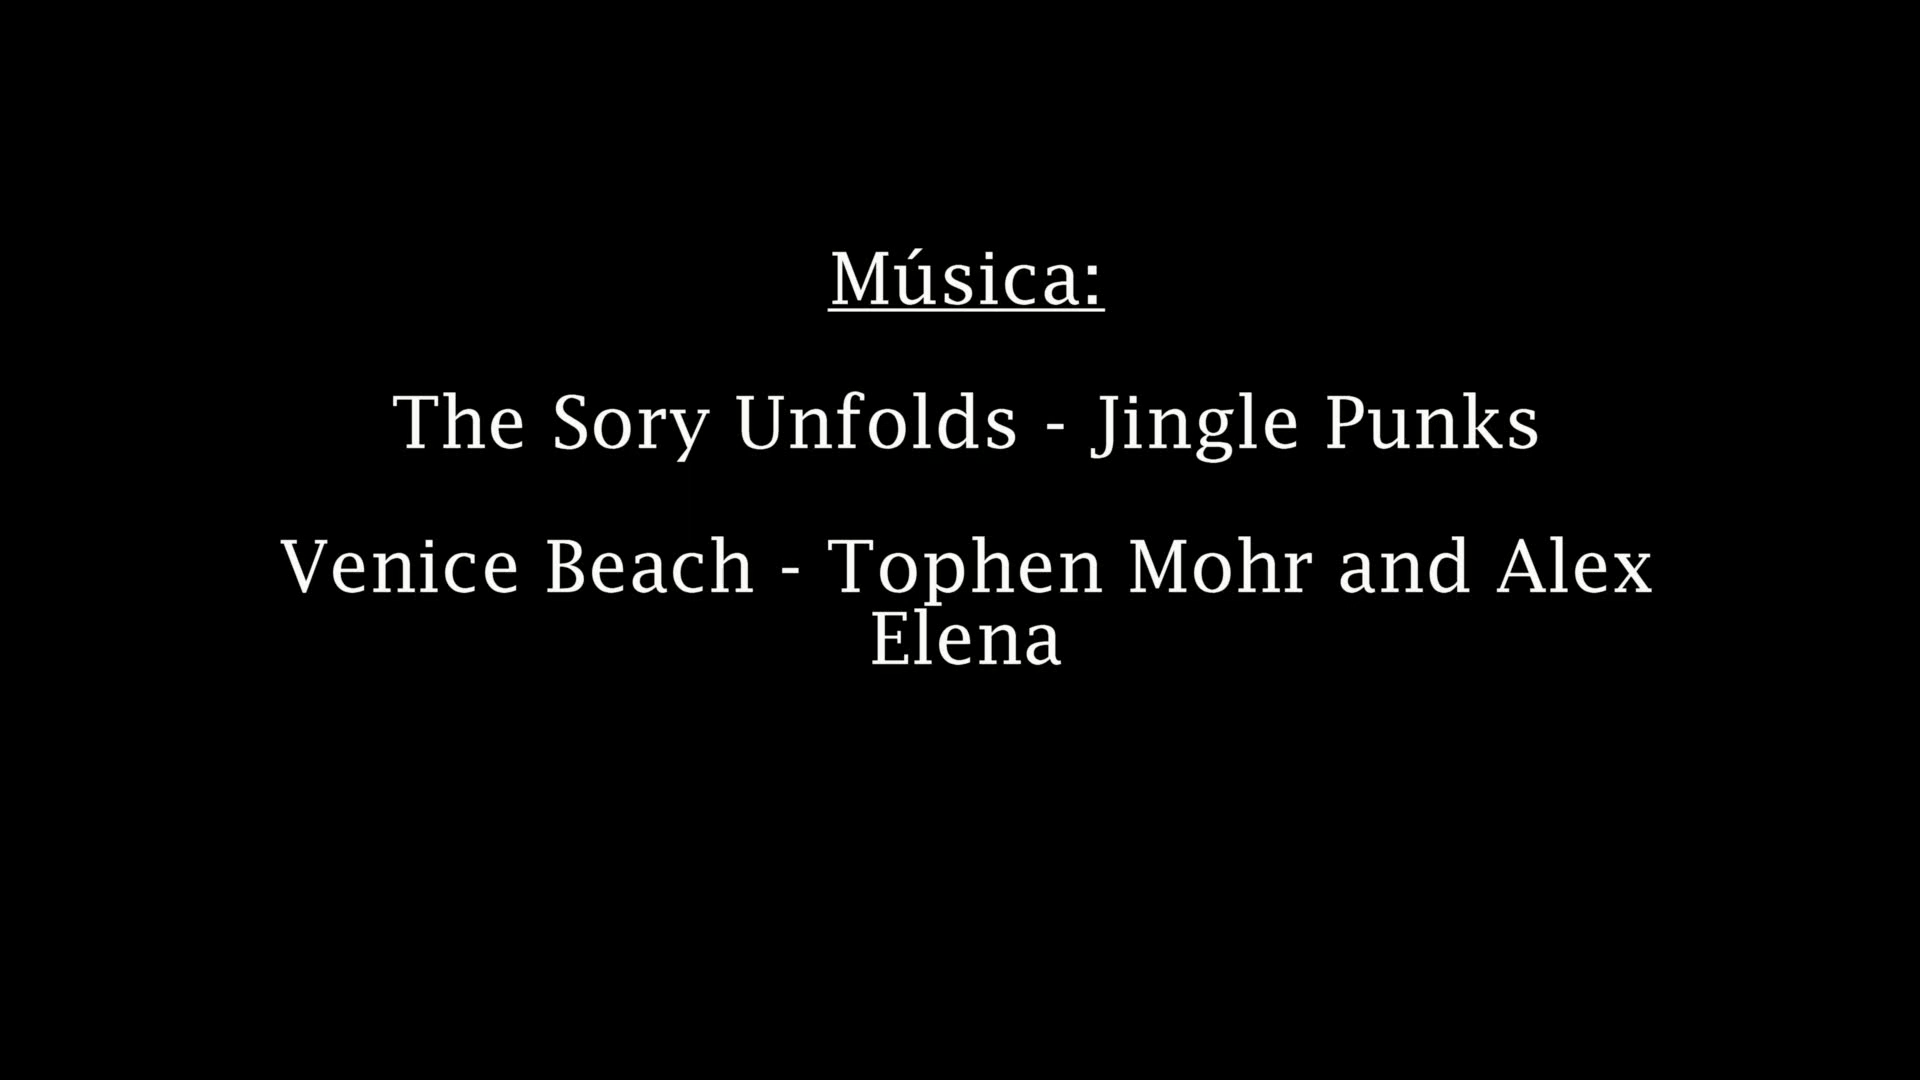 Música:
The Sory Unfolds - Jingle Punks
Venice Beach - Tophen Mohr and Alex
Elena